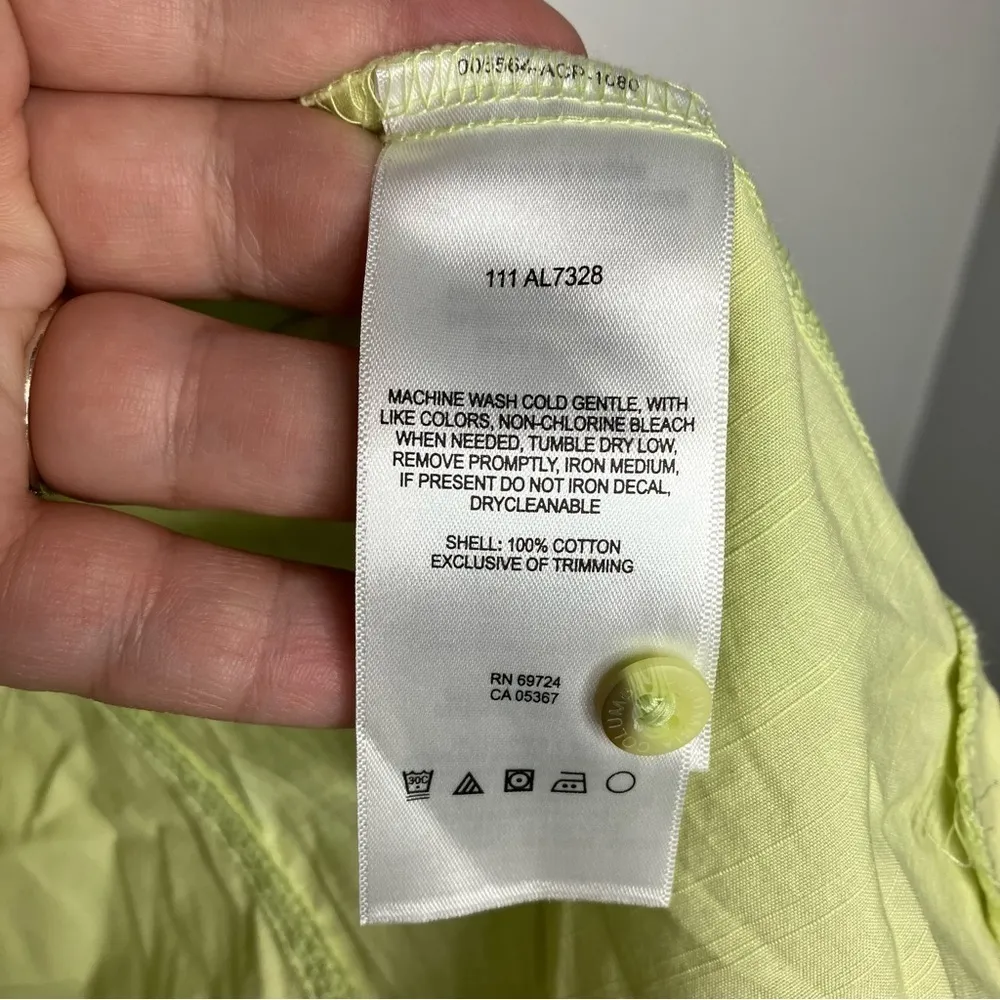 111 AL7328
MACHINE WASH COLD GENTLE, WITH
LIKE COLORS, NON-CHLORINE BLEACH
WHEN NEEDED, TUMBLE DRY LOW,
REMOVE PROMPTLY, IRON MEDIUM,
IF PRESENT DO NOT IRON DECAL,
DRYCLEANABLE
SHELL: 100% COTTON
EXCLUSIVE OF TRIMMING
RN 69724
CA 05367
30C